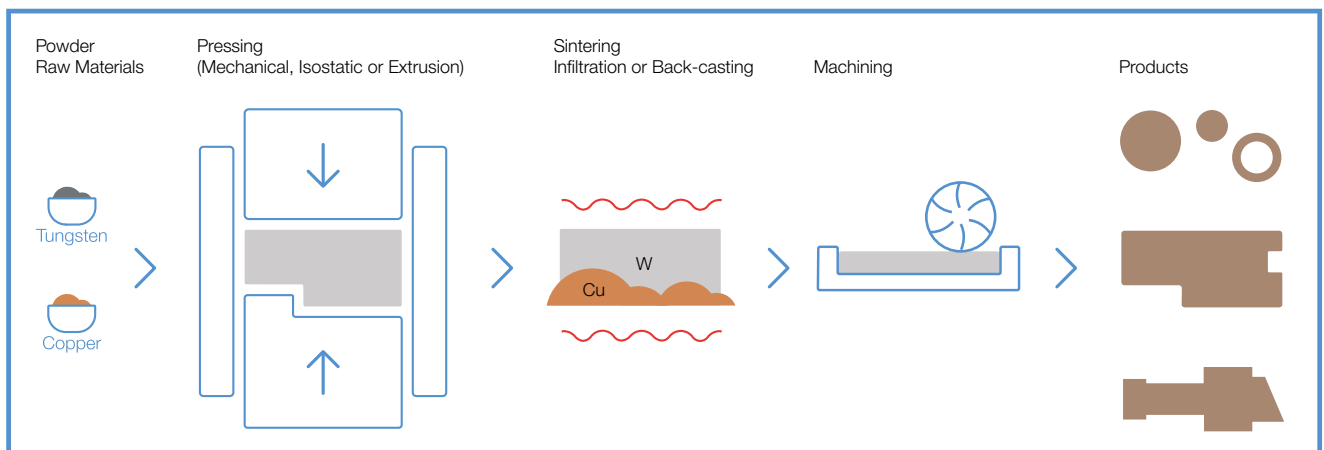 Powder
Raw Materials
Pressing
(Mechanical, Isostatic or Extrusion)
Sintering
Infiltration or Back-casting
Machining
Products
Tungsten
Copper
W
Cu